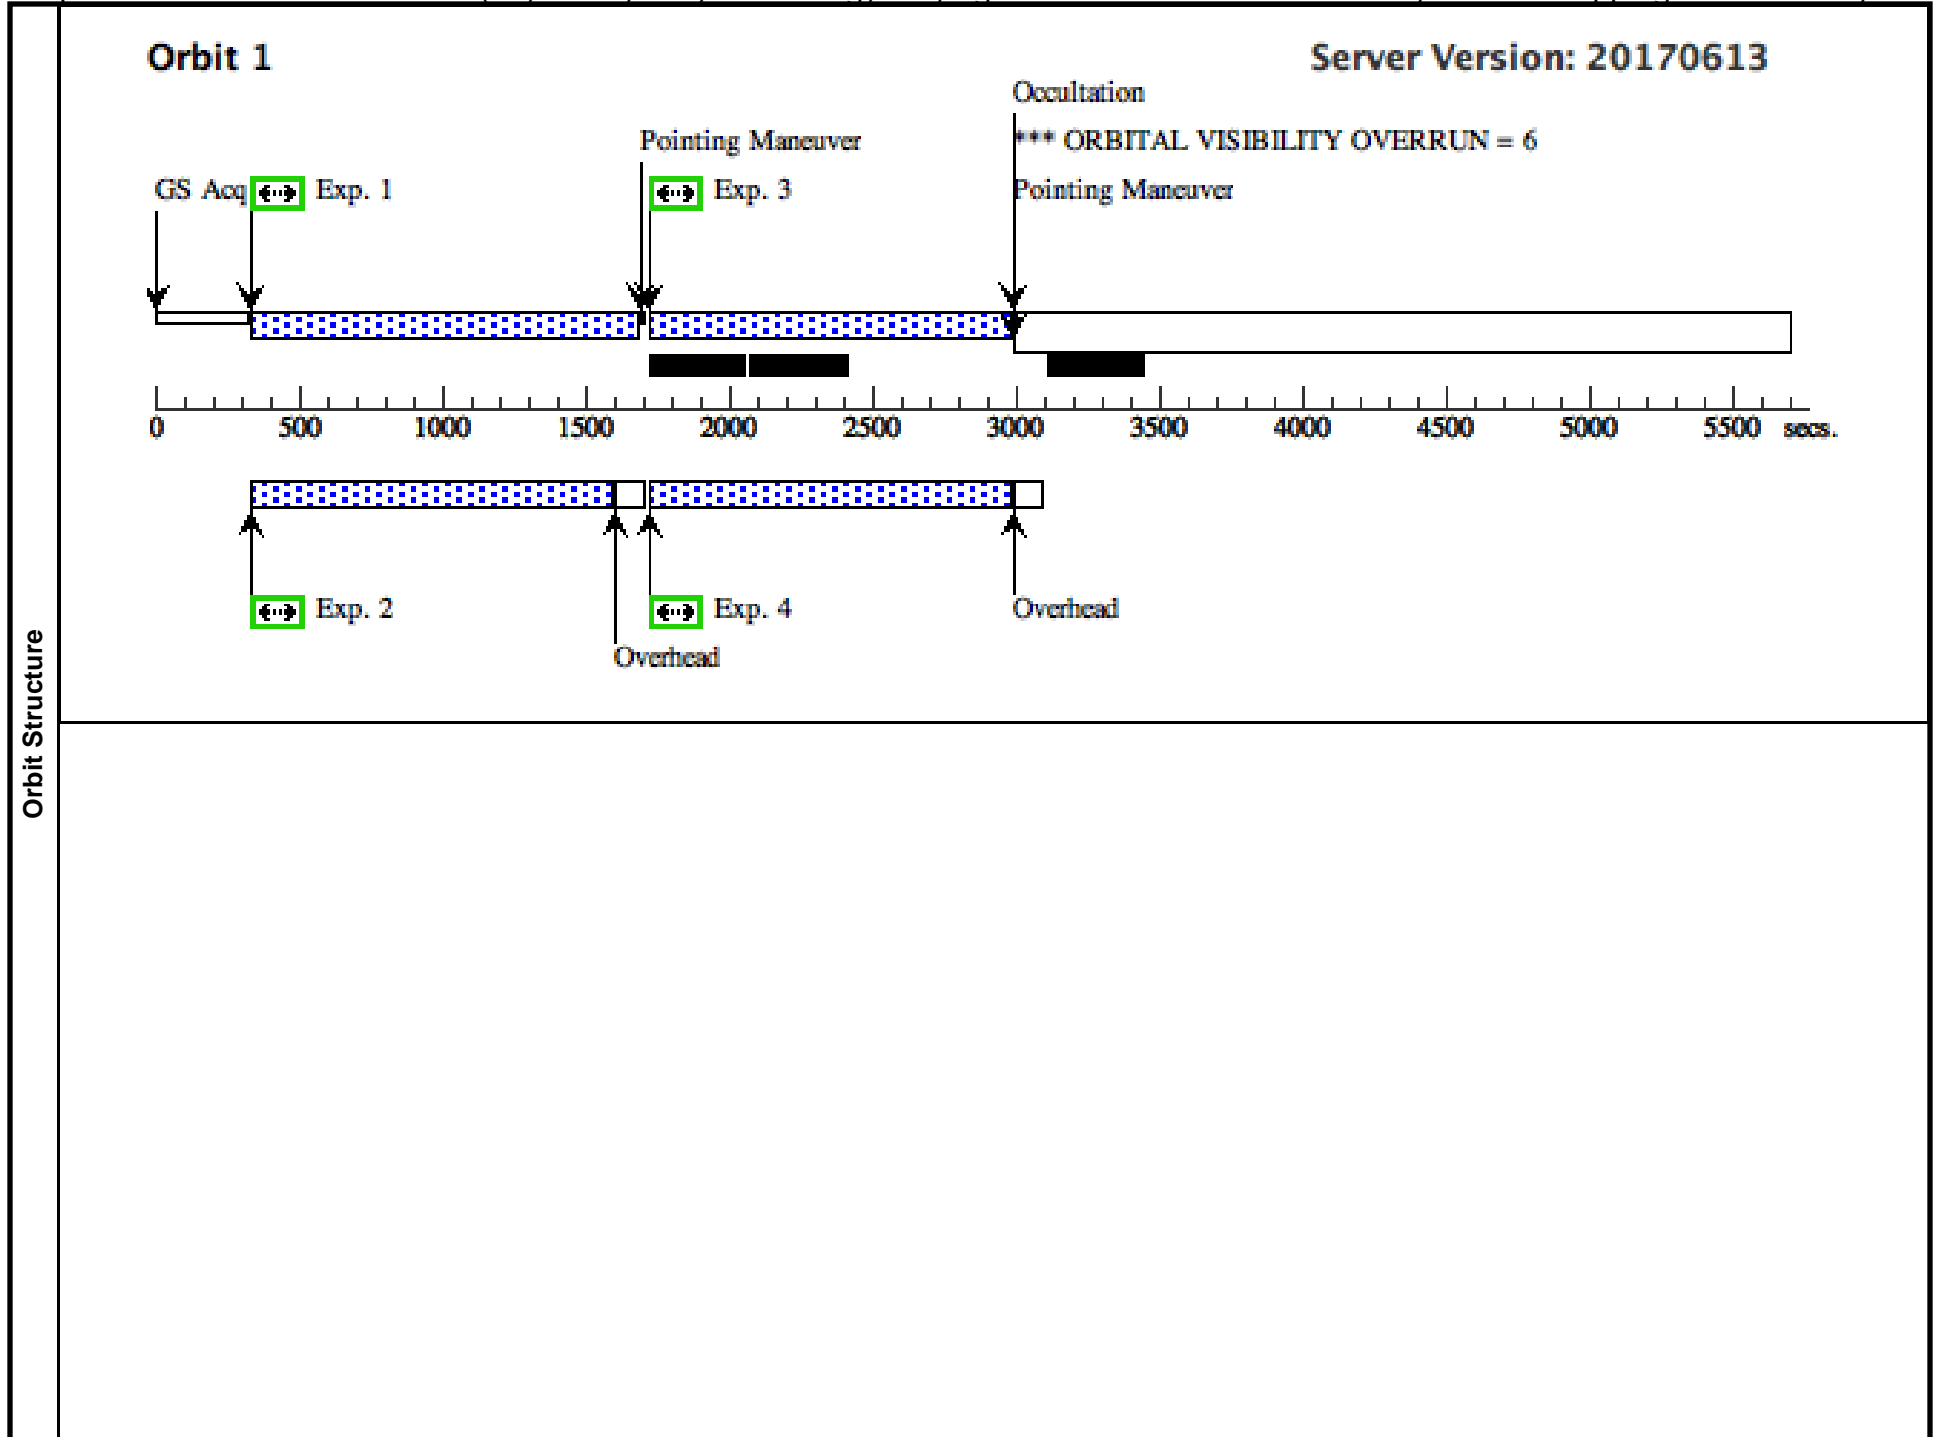 Orbit 1
Server Version: 20170613
Occultation
Pointing Maneuver
*** ORBITAL VISIBILITY OVERRUN = 6
GS Acq
Exp. 1
Exp. 3
Pointing Maneuver
0 500 1000 1500 2000 2500 3000 3500 4000 4500 5000 5500 secs.
Exp. 2
Exp. 4
Overhead
Overhead
Orbit Structure